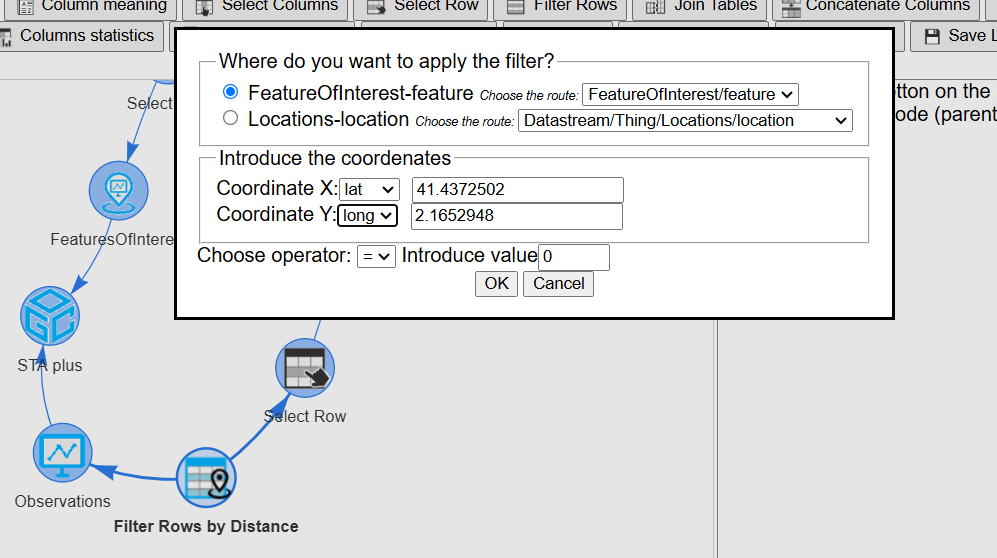 Column meaning
Select Columns
Select Row
Filter Rows
Join Tables
Concatenate Columns
Columns statistics
Save L
Where do you want to apply the filter?
FeatureOfInterest-feature Choose the route: FeatureOfInterest/feature
Locations-location Choose the route: Datastream/Thing/Locations/location
Introduce the coordenates
Coordinate X: lat 41.4372502
Coordinate Y: long 2.1652948
Choose operator: = Introduce value 0
OK Cancel
tton on the
ode (parent
Select
FeaturesOfIntere
STA plus
Select Row
Observations
Filter Rows by Distance